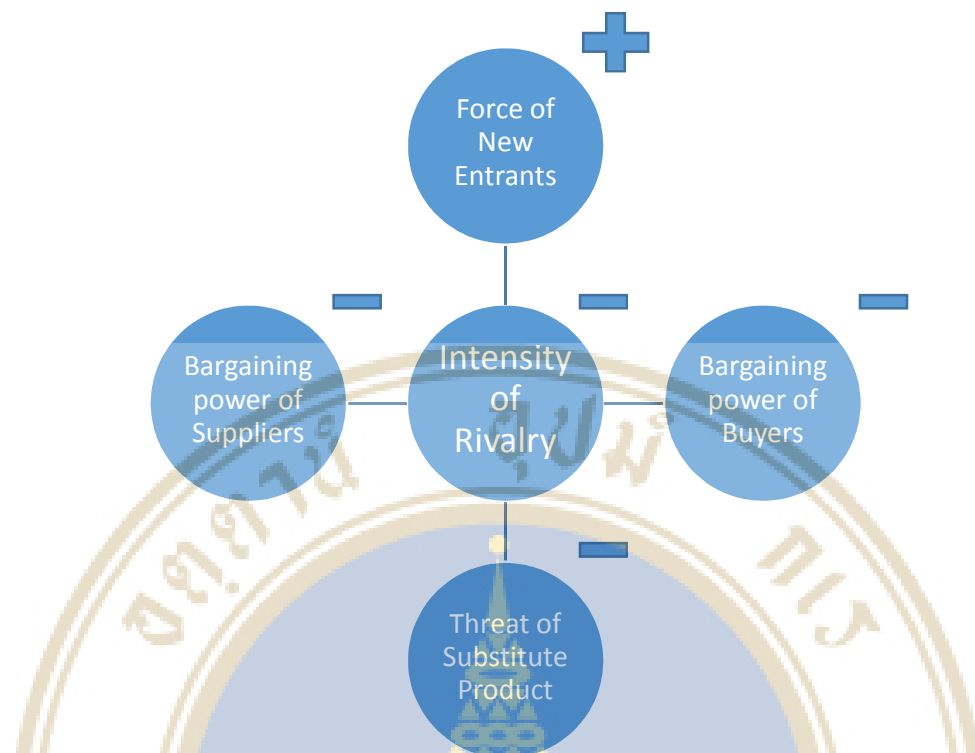 Force of
New
Entrants
Bargaining
power of
Suppliers
Intensity
of
Rivalry
Bargaining
power of
Buyers
Threat of
Substitute
Product